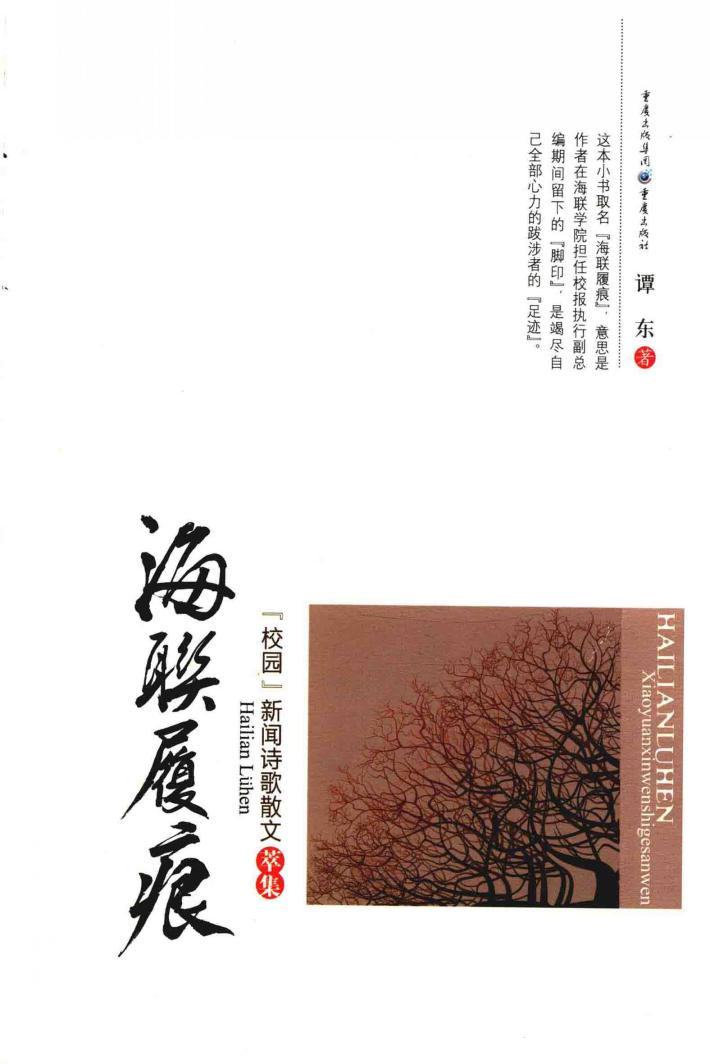 重庆出版集团 重庆出版社
谭 东 著
这本小书取名『海联履痕』，意思是
作者在海联学院担任校报执行副总
编期间留下的『脚印』，是竭尽自
己全部心力的跋涉者的『足迹』。
海聯履痕
『校园』新闻诗歌散文萃集
Hailian Lühen
HAILIANLÜHEN
Xiaoyuanxinwenshigesanwen